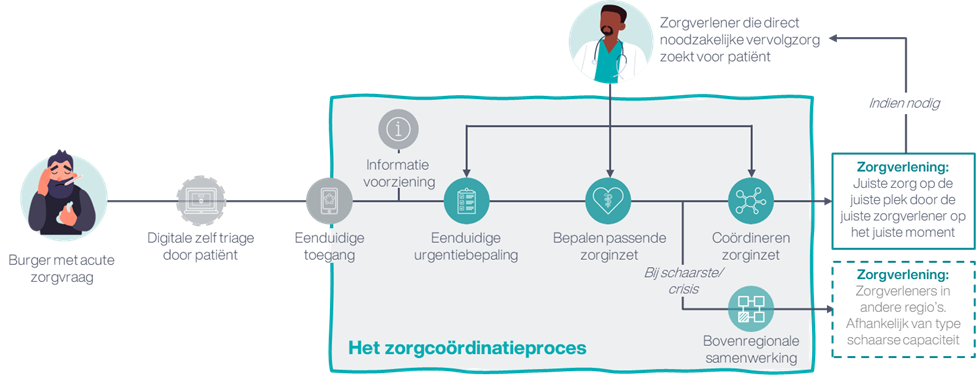 Zorgverlener die direct
noodzakelijke vervolgzorg
zoekt voor patiënt
Indien nodig
Informatie
voorziening
Burger met acute
zorgvraag
Digitale zelf triage
door patiënt
Eenduidige
toegang
Eenduidige
urgentiebepaling
Bepalen passende
zorginzet
Coördineren
zorginzet
Zorgverlening:
Juiste zorg op de
juiste plek door de
juiste zorgverlener op
het juiste moment
Bij schaarste/
crisis
Bovenregionale
samenwerking
Zorgverlening:
Zorgverleners in
andere regio's.
Afhankelijk van type
schaarse capaciteit
Het zorgcoördinatieproces